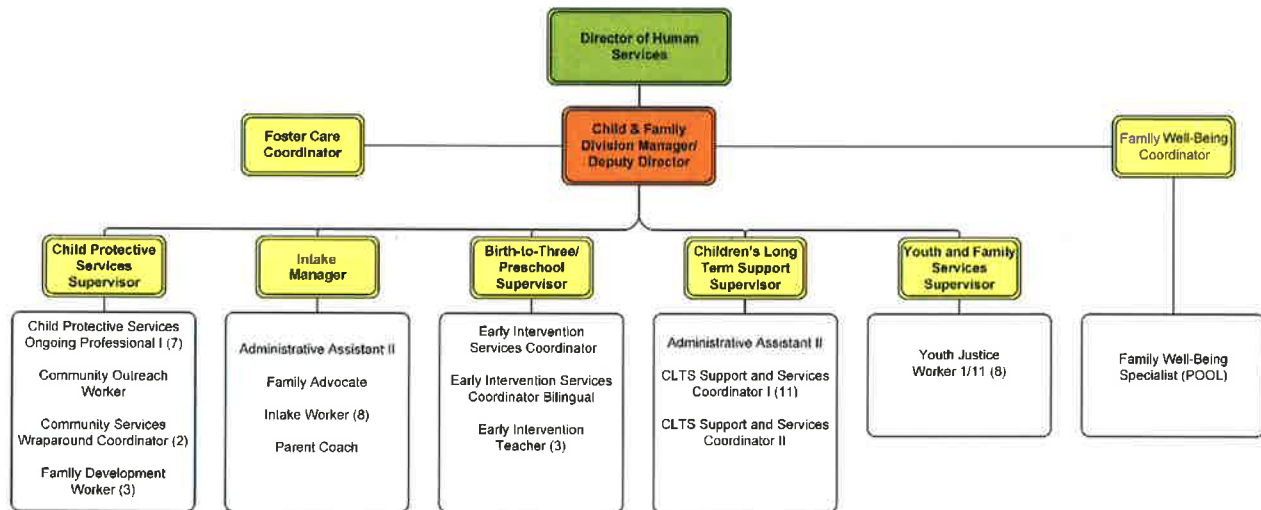 Director of Human
Services
Foster Care
Coordinator
Child & Family
Division Manager/
Deputy Director
Family Well-Being
Coordinator
Child Protective
Services
Supervisor
Intake
Manager
Birth-to-Three/
Preschool
Supervisor
Children's Long
Term Support
Supervisor
Youth and Family
Services
Supervisor
Child Protective Services
Ongoing Professional I (7)
Community Outreach
Worker
Community Services
Wraparound Coordinator (2)
Family Development
Worker (3)
Administrative Assistant II
Family Advocate
Intake Worker (8)
Parent Coach
Early Intervention
Services Coordinator
Early Intervention Services
Coordinator Bilingual
Early Intervention
Teacher (3)
Administrative Assistant II
CLTS Support and Services
Coordinator I (11)
CLTS Support and Services
Coordinator II
Youth Justice
Worker 1/11 (8)
Family Well-Being
Specialist (POOL)